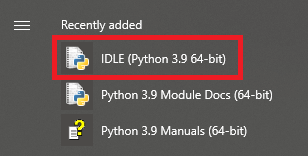 Recently added
IDLE (Python 3.9 64-bit)
Python 3.9 Module Docs (64-bit)
Python 3.9 Manuals (64-bit)